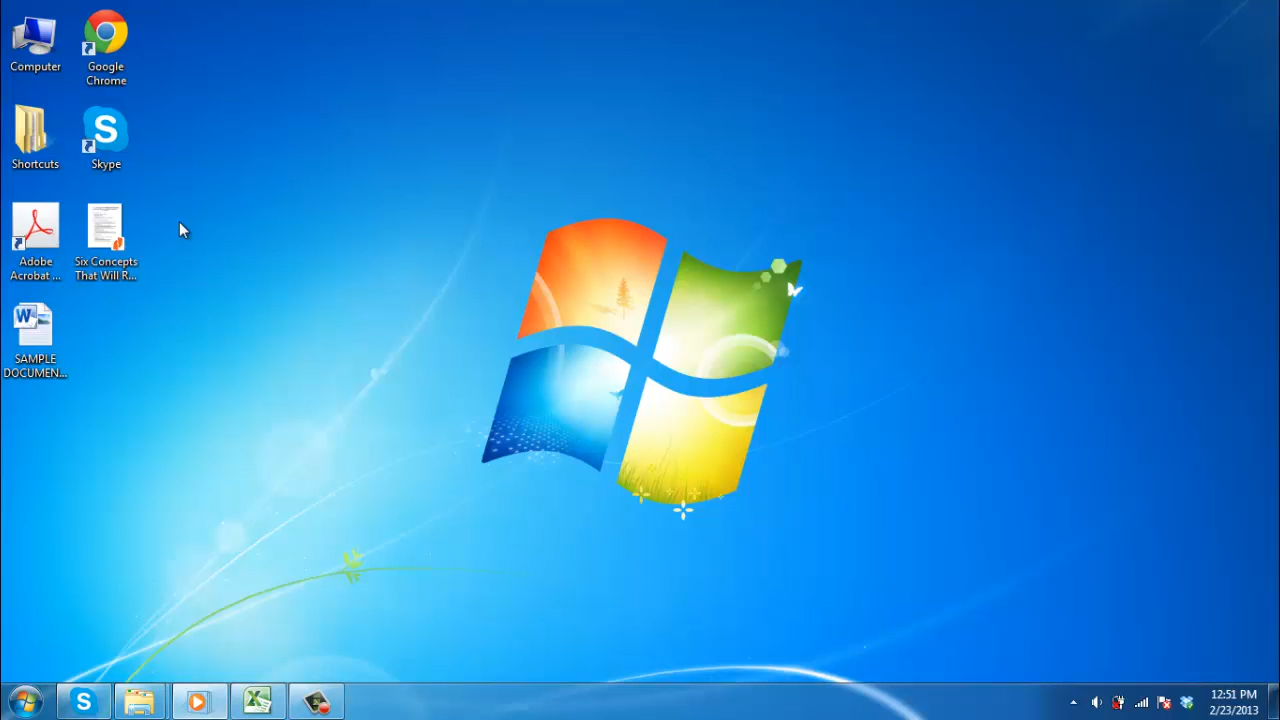 Computer
Google
Chrome
Shortcuts
S
Skype
Adobe
Acrobat ...
Six Concepts
That Will R...
W
SAMPLE
DOCUMEN...
S
12:51 PM
2/23/2013